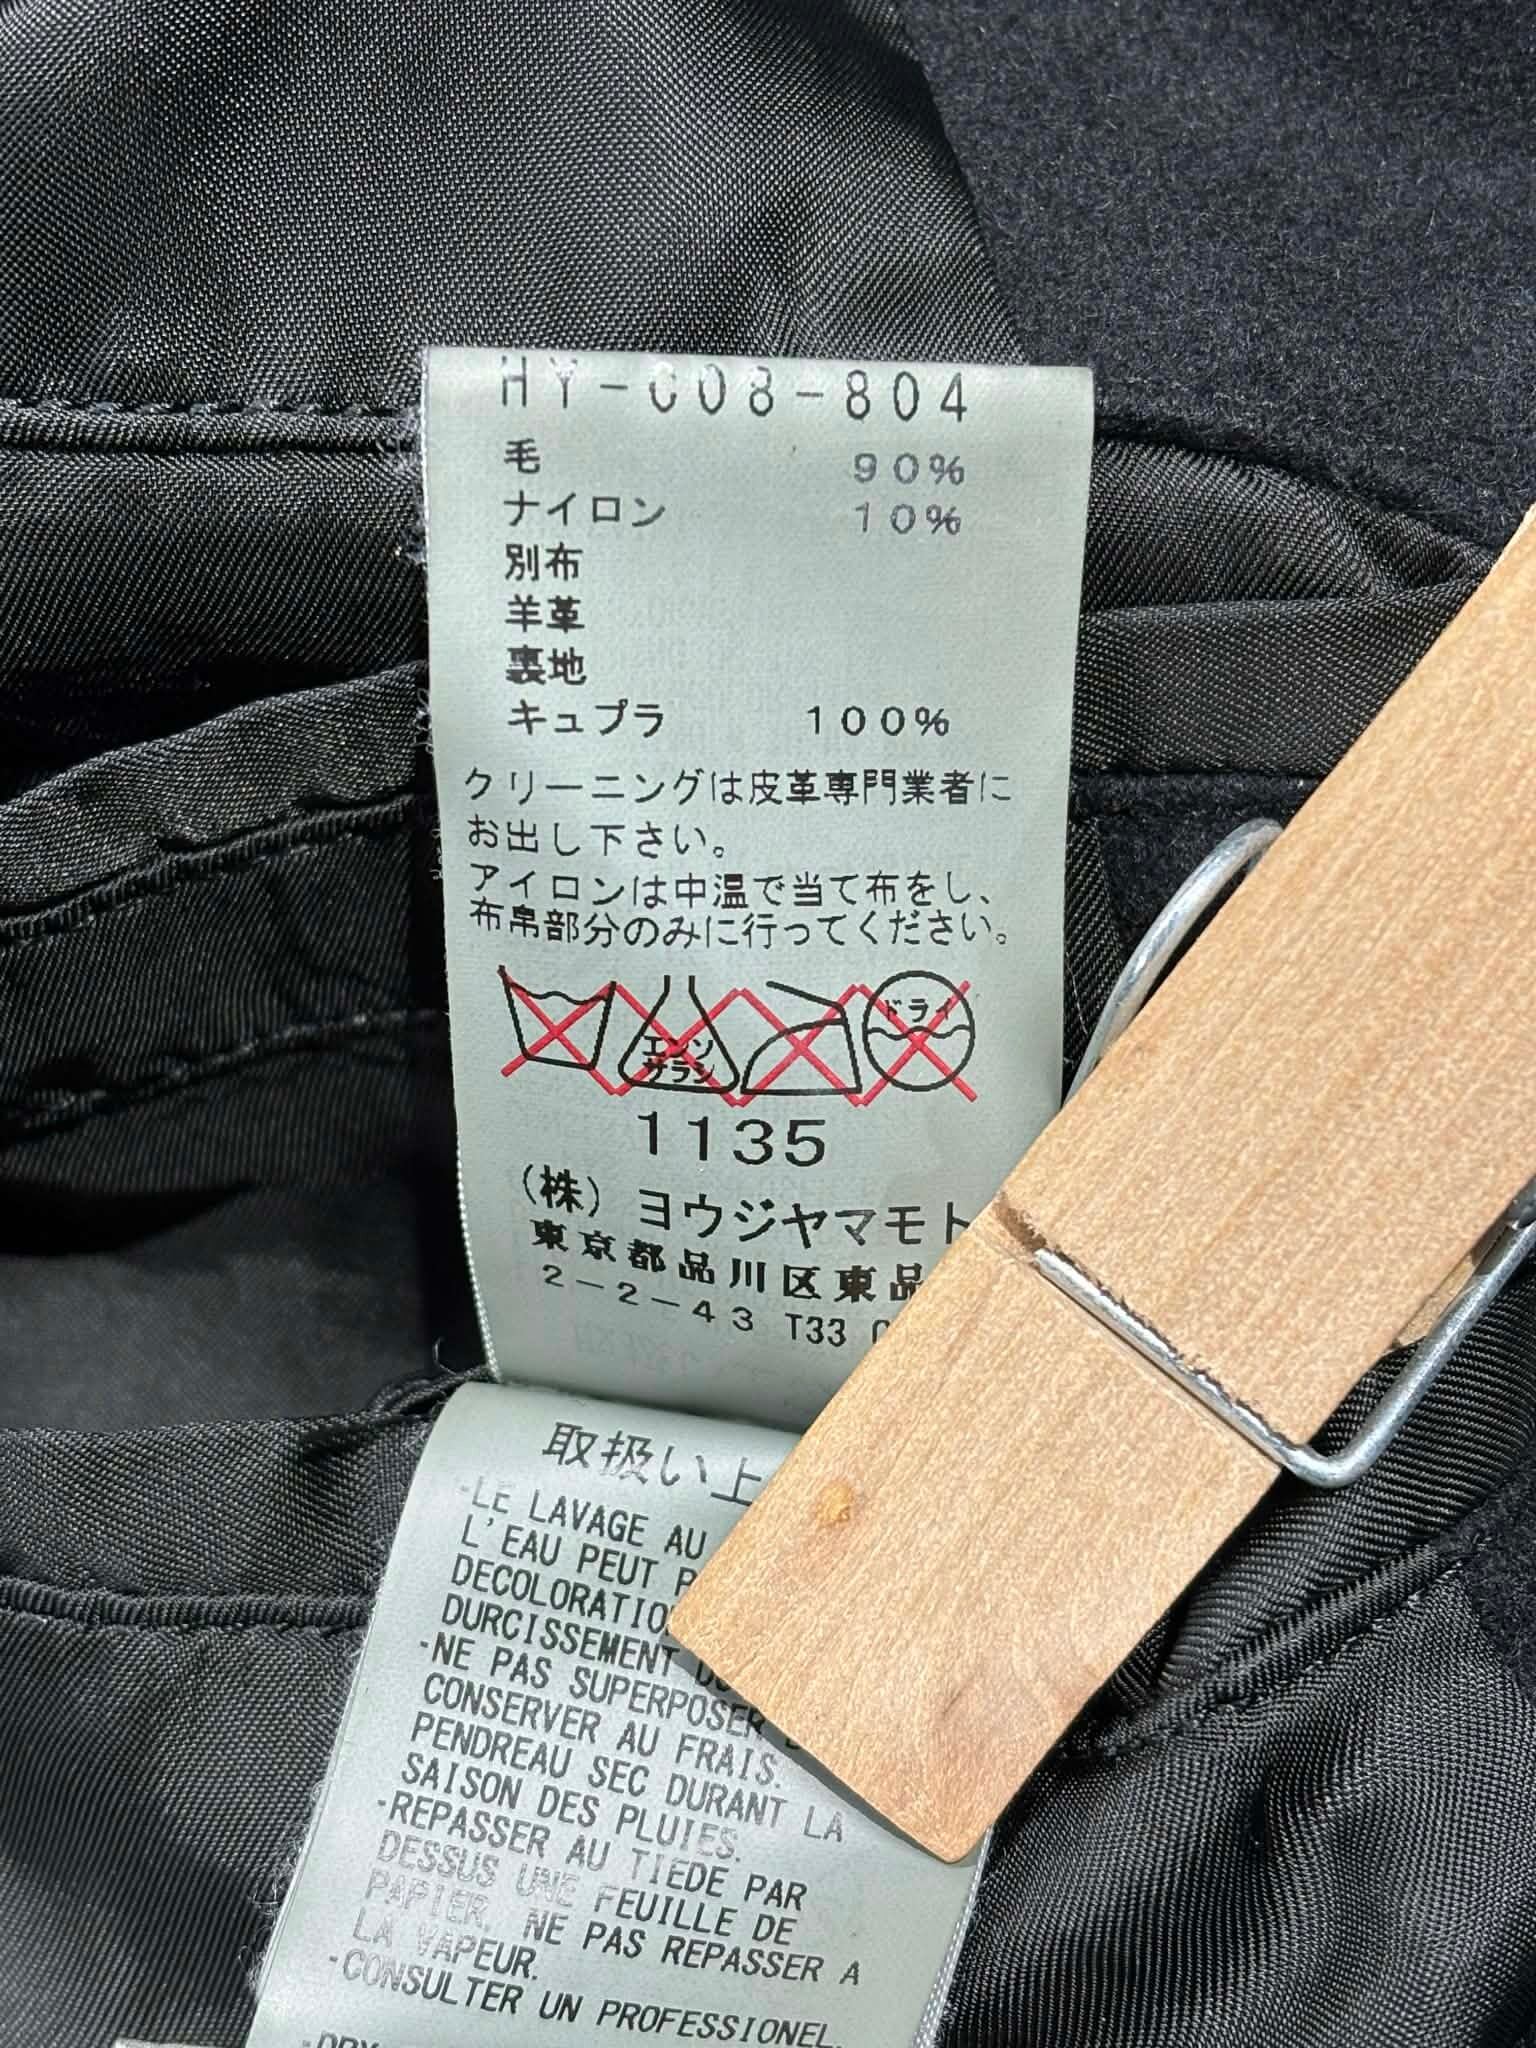 HY-C08-804
毛 90%
ナイロン 10%
別布
羊革
裏地
キュプラ 100%
クリーニングは皮革専門業者に
お出し下さい。
アイロンは中温で当て布をし、
布帛部分のみに行ってください。
エンソ
サラシ
ドライ
1135
(株) ヨウジヤマモト
東京都品川区東品
2-2-43 T33
取扱い上
-LE LAVAGE AU
L'EAU PEUT
DECOLORATIO
DURCISSEMENT
-NE PAS SUPERPOSER
CONSERVER AU FRAIS.
PENDREAU SEC DURANT LA
SAISON DES PLUIES.
-REPASSER AU TIEDE PAR
DESSUS UNE FEUILLE DE
PAPIER. NE PAS REPASSER A
LA VAPEUR.
-CONSULTER UN PROFESSIONEL.